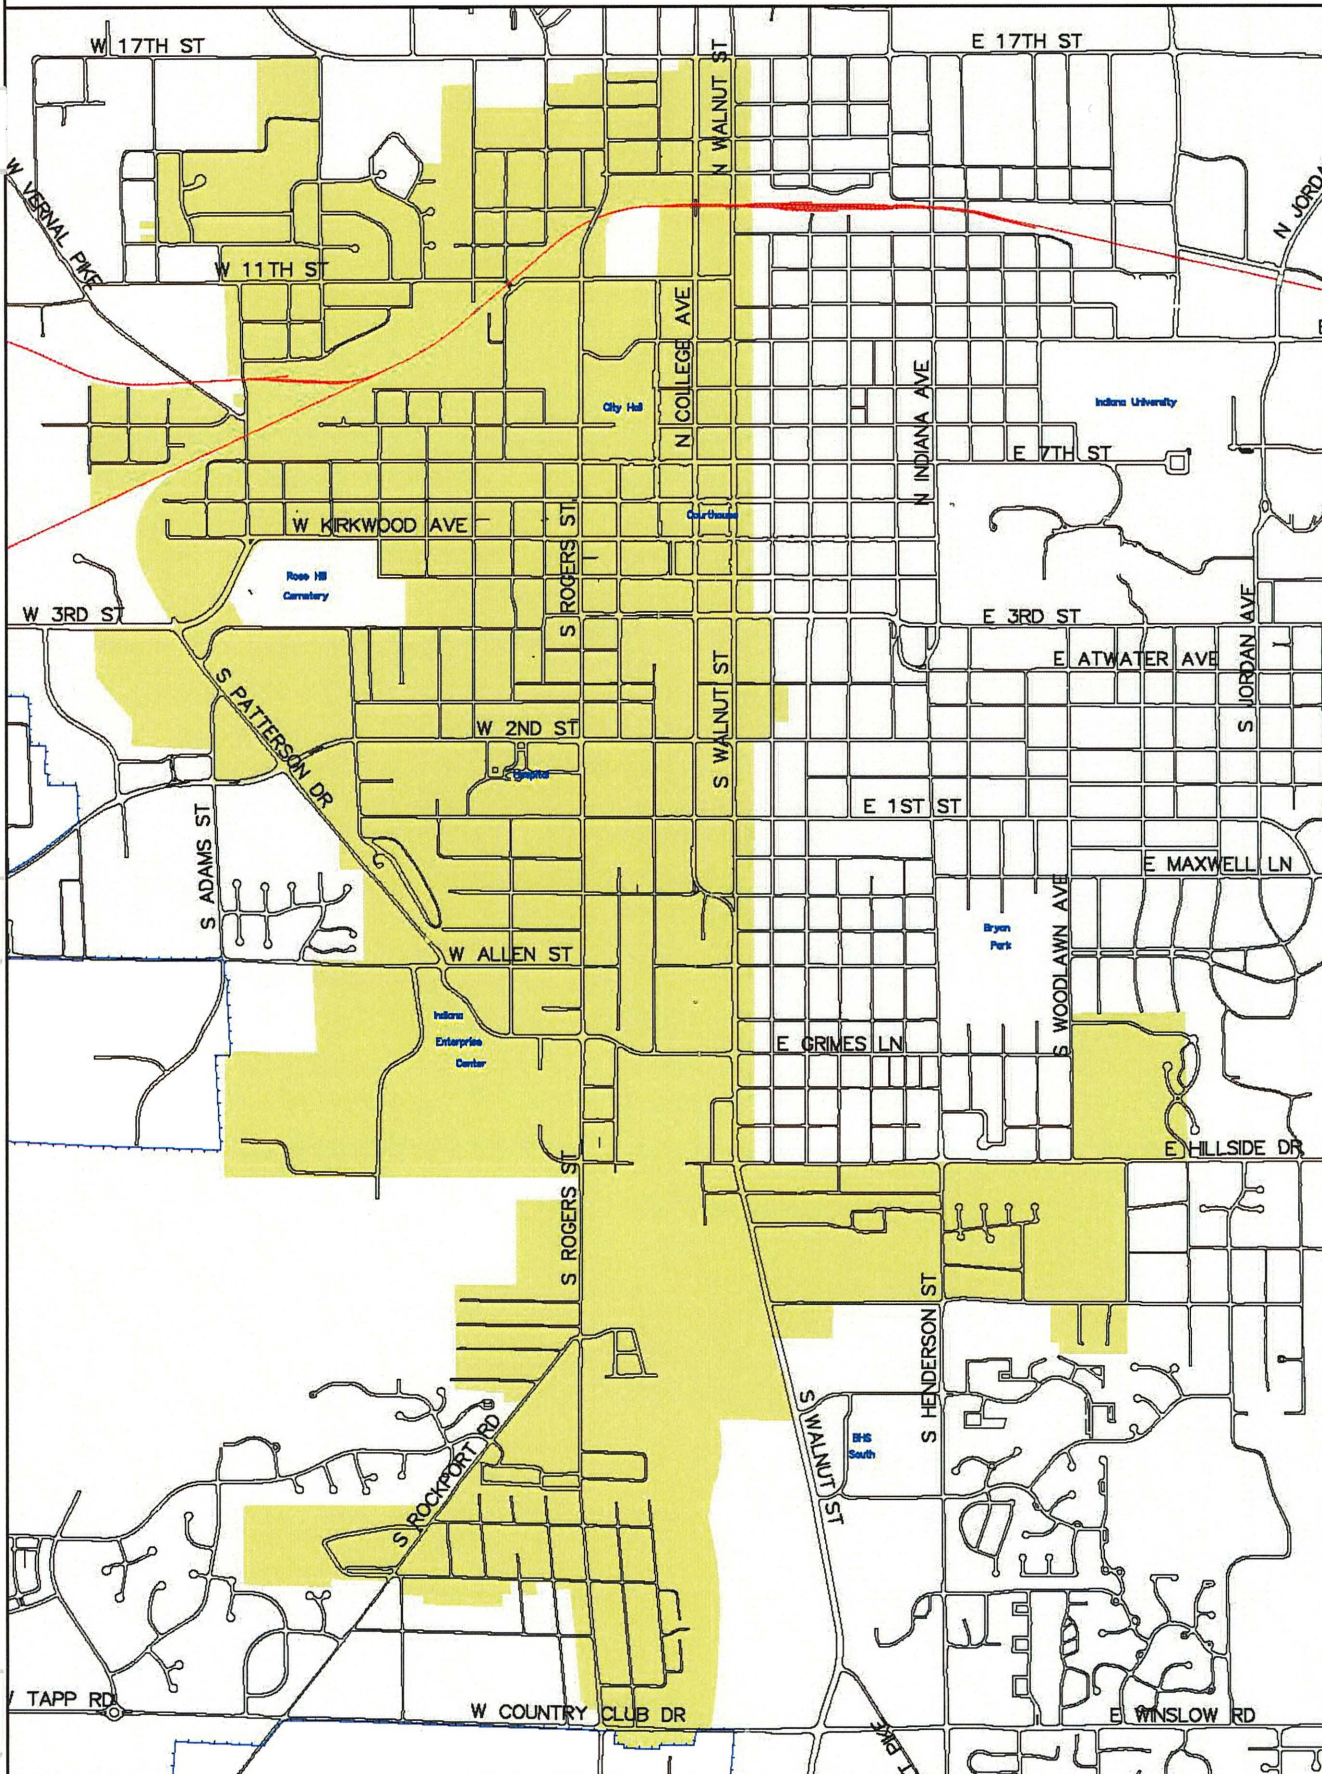 W 17TH ST
E 17TH ST
N WALNUT ST
W VERNAL PIKE
W 11TH ST
N COLLEGE AVE
City Hall
N INDIANA AVE
Indiana University
E 7TH ST
Courthouse
W KIRKWOOD AVE
S ROGERS ST
Rose Hill
Cemetery
W 3RD ST
E 3RD ST
E ATWATER AVE
S JORDAN AVE
S PATTERSON DR
W 2ND ST
S WALNUT ST
Hospital
E 1ST ST
S ADAMS ST
E MAXWELL LN
S WOODLAWN AVE
Bryan
Park
W ALLEN ST
Indiana
Enterprise
Center
E GRIMES LN
E HILLSIDE DR
S ROGERS ST
S HENDERSON ST
S WALNUT ST
BHS
South
S ROCKPORT RD
TAPP RD
W COUNTRY CLUB DR
PIKE
E WINSLOW RD